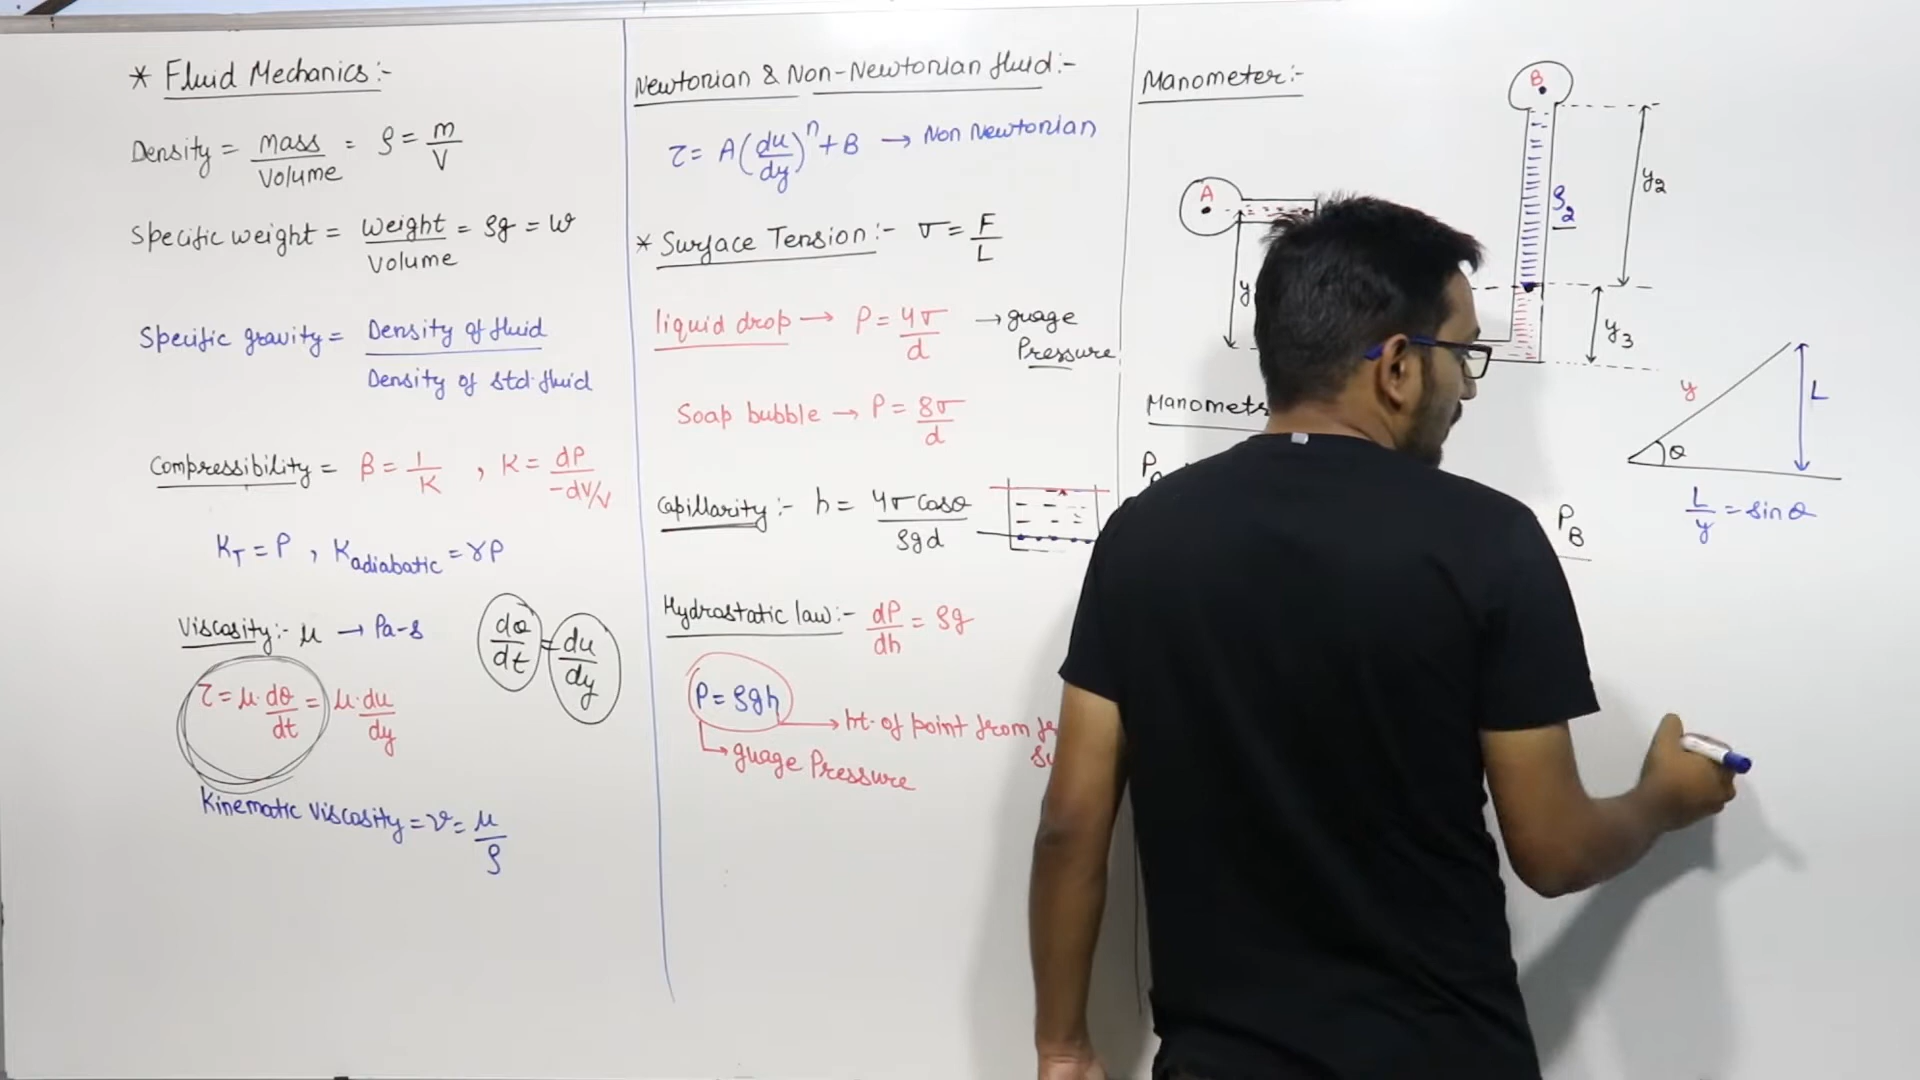 * Fluid Mechanics:-
Density = mass/Volume = ρ = m/V
Specific weight = weight/Volume = ρg = w
Specific gravity = Density of fluid/Density of std. fluid
Compressibility = β = 1/K , K = dP/-dV/V
K_T = P , K_adiabatic = γP
Viscosity:- μ → Pa-s
dθ/dt = du/dy
τ = μ. dθ/dt = μ. du/dy
Kinematic Viscosity = ν = μ/ρ
Newtonian & Non-Newtonian fluid:-
τ = A(du/dy)^n + B → Non Newtonian
* Surface Tension:- σ = F/L
liquid drop → P = 4σ/d → guage Pressure
Soap bubble → P = 8σ/d
Capillarity:- h = 4σ cosθ/ρgd
Hydrostatic law:- dP/dh = ρg
P = ρgh
ht. of point from
guage Pressure
Manometer:-
B
A
y₂
ρ₂
y
y₃
y
L
θ
L/y = sin θ
P_B